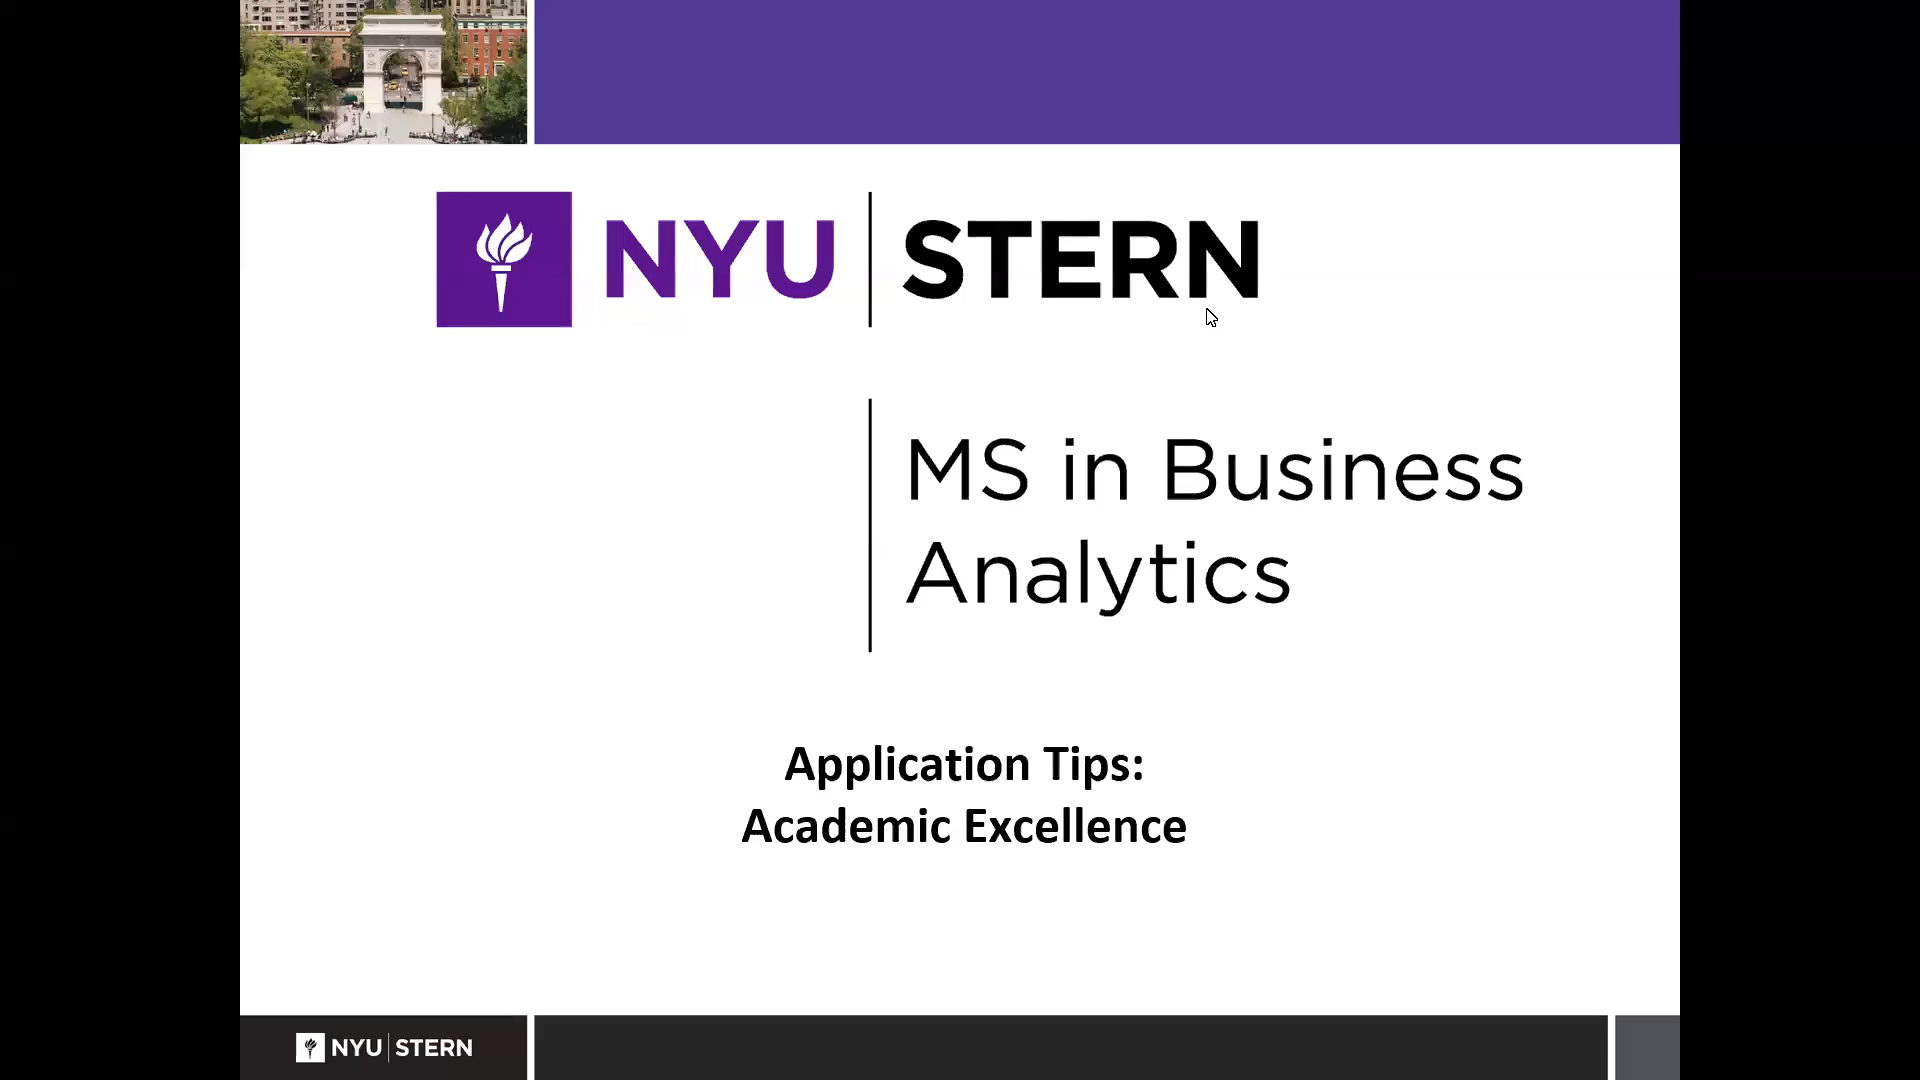 NYU STERN
MS in Business
Analytics
Application Tips:
Academic Excellence
NYU STERN